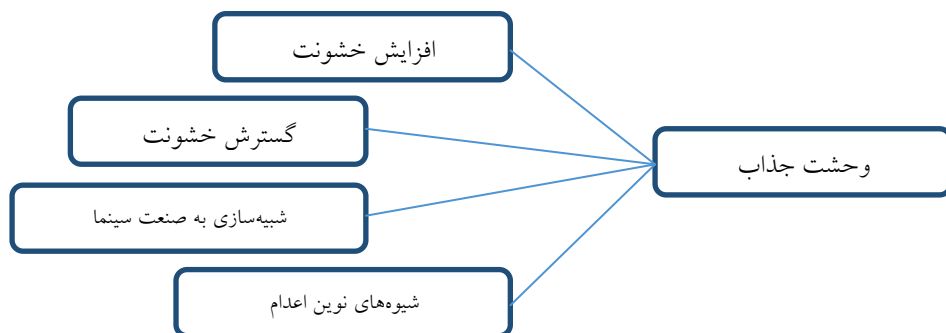 افزایش خشونت
گسترش خشونت
وحشت جذاب
شبیه‌سازی به صنعت سینما
شیوه‌های نوین اعدام